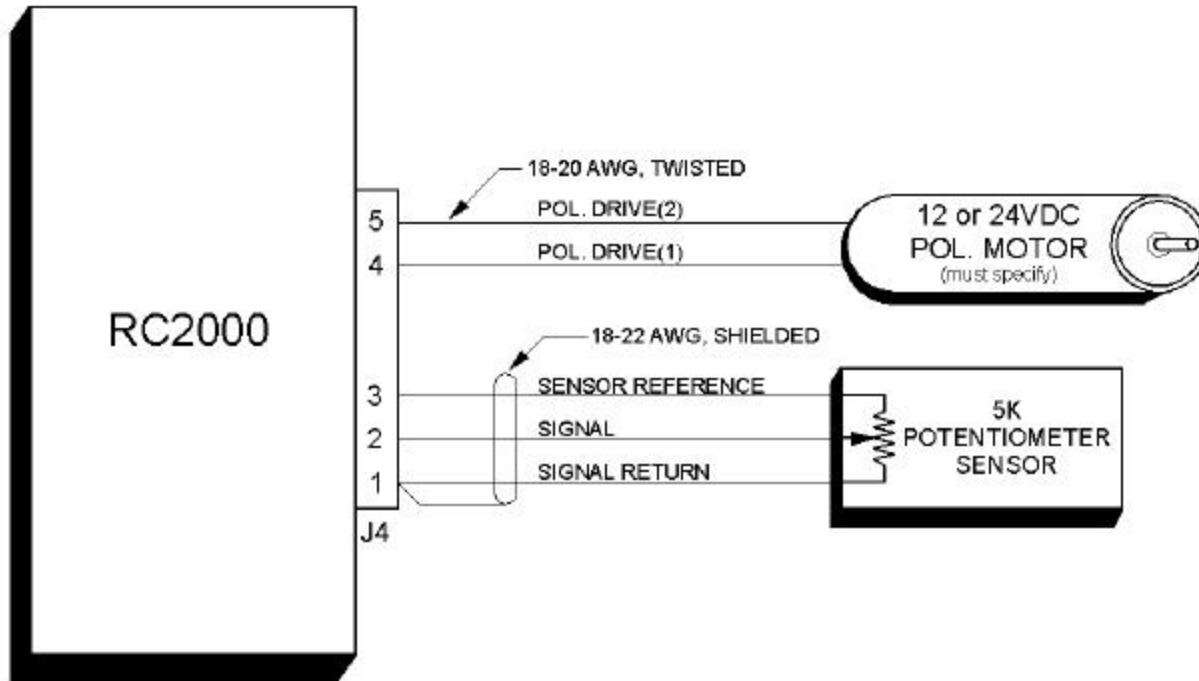 RC2000
18-20 AWG, TWISTED
5
POL. DRIVE(2)
4
POL. DRIVE(1)
12 or 24VDC
POL. MOTOR
(must specify)
18-22 AWG, SHIELDED
3
SENSOR REFERENCE
2
SIGNAL
1
SIGNAL RETURN
J4
5K
POTENTIOMETER
SENSOR